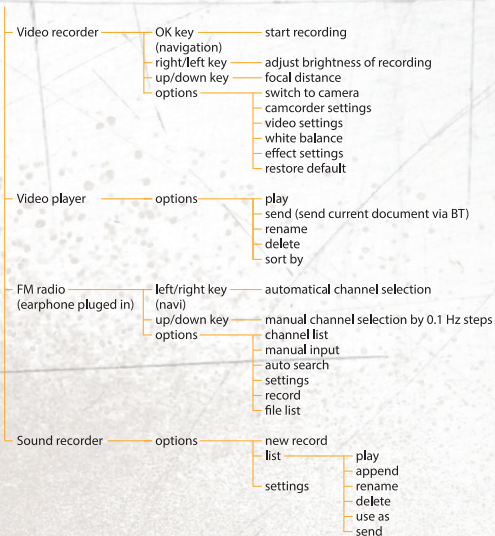 Video recorder OK key start recording
(navigation)
right/left key adjust brightness of recording
up/down key focal distance
options switch to camera
camcorder settings
video settings
white balance
effect settings
restore default
Video player options play
send (send current document via BT)
rename
delete
sort by
FM radio left/right key automatical channel selection
(earphone pluged in) (navi)
up/down key manual channel selection by 0.1 Hz steps
options channel list
manual input
auto search
settings
record
file list
Sound recorder options new record
list play
append
settings rename
delete
use as
send